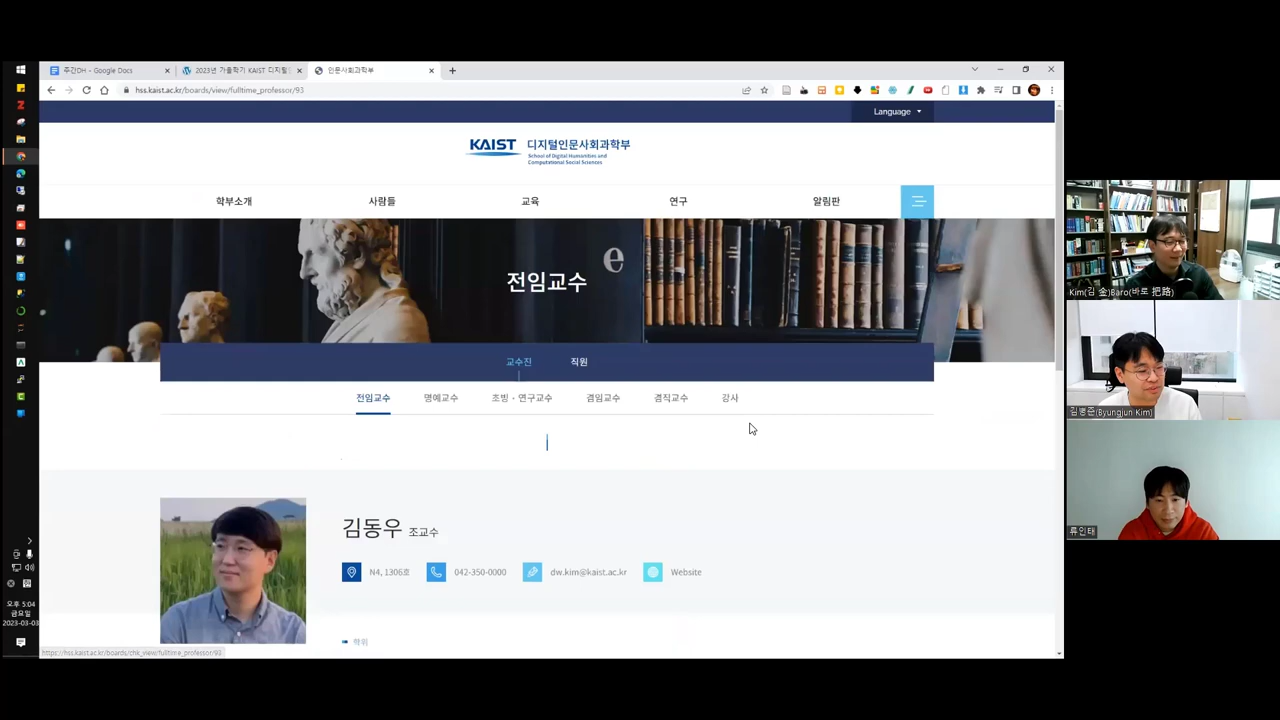 주간DH - Google Docs
2023년 가을학기 KAIST 디지털
인문사회과학부
hss.kaist.ac.kr/boards/view/fulltime_professor/93
Language
KAIST 디지털인문사회과학부
School of Digital Humanities and
Computational Social Sciences
학부소개 사람들 교육 연구 알림판
e
전임교수
교수진 직원
전임교수 명예교수 초빙・연구교수 겸임교수 겸직교수 강사
김동우 조교수
N4, 1306호 042-350-0000 dw.kim@kaist.ac.kr Website
학위
https://hss.kaist.ac.kr/boards/chk_view/fulltime_professor/93
오후 5:04
금요일
2023-03-03
Kim(김 金)Baro(바로 把路)
김병준(Byungjun Kim)
류인태